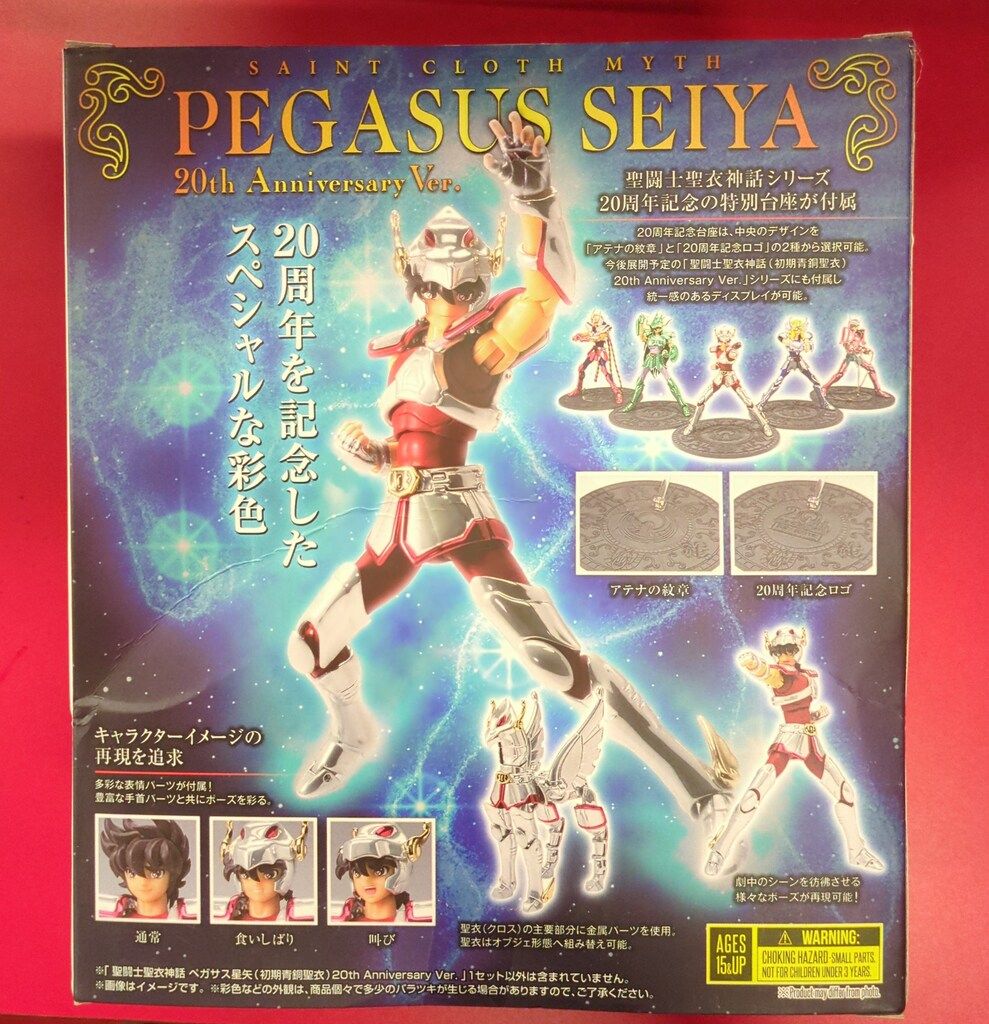 SAINT CLOTH MYTH
PEGASUS SEIYA
20th Anniversary Ver.
20周年を記念した
スペシャルな彩色
聖闘士聖衣神話シリーズ
20周年記念の特別台座が付属
20周年記念台座は、中央のデザインを
「アテナの紋章」と「20周年記念ロゴ」の2種から選択可能。
今後展開予定の「聖闘士聖衣神話(初期青銅聖衣)
20th Anniversary Ver.」シリーズにも付属し
統一感のあるディスプレイが可能。
アテナの紋章
20周年記念ロゴ
キャラクターイメージの
再現を追求
多彩な表情パーツが付属!
豊富な手首パーツと共にポーズを彩る。
通常
食いしばり
叫び
聖衣(クロス)の主要部分に金属パーツを使用。
聖衣はオブジェ形態へ組み替え可能。
劇中のシーンを彷彿させる
様々なポーズが再現可能!
AGES
15&UP
WARNING:
CHOKING HAZARD-SMALL PARTS.
NOT FOR CHILDREN UNDER 3 YEARS.
※Product may differ from photo.
※「聖闘士聖衣神話 ペガサス星矢(初期青銅聖衣)20th Anniversary Ver.」1セット以外は含まれていません。
※画像はイメージです。※彩色などの外観は、商品個々で多少のバラツキが生じる場合がありますので、ご了承ください。